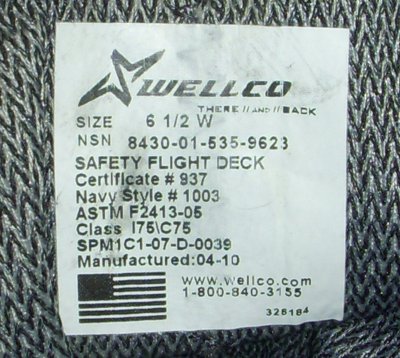 WELLCO
THERE // AND // BACK
SIZE 6 1/2 W
NSN 8430-01-535-9623
SAFETY FLIGHT DECK
Certificate # 937
Navy Style # 1003
ASTM F2413-05
Class I75\C75
SPM1C1-07-D-0039
Manufactured:04-10
www.wellco.com
1-800-840-3155
328184